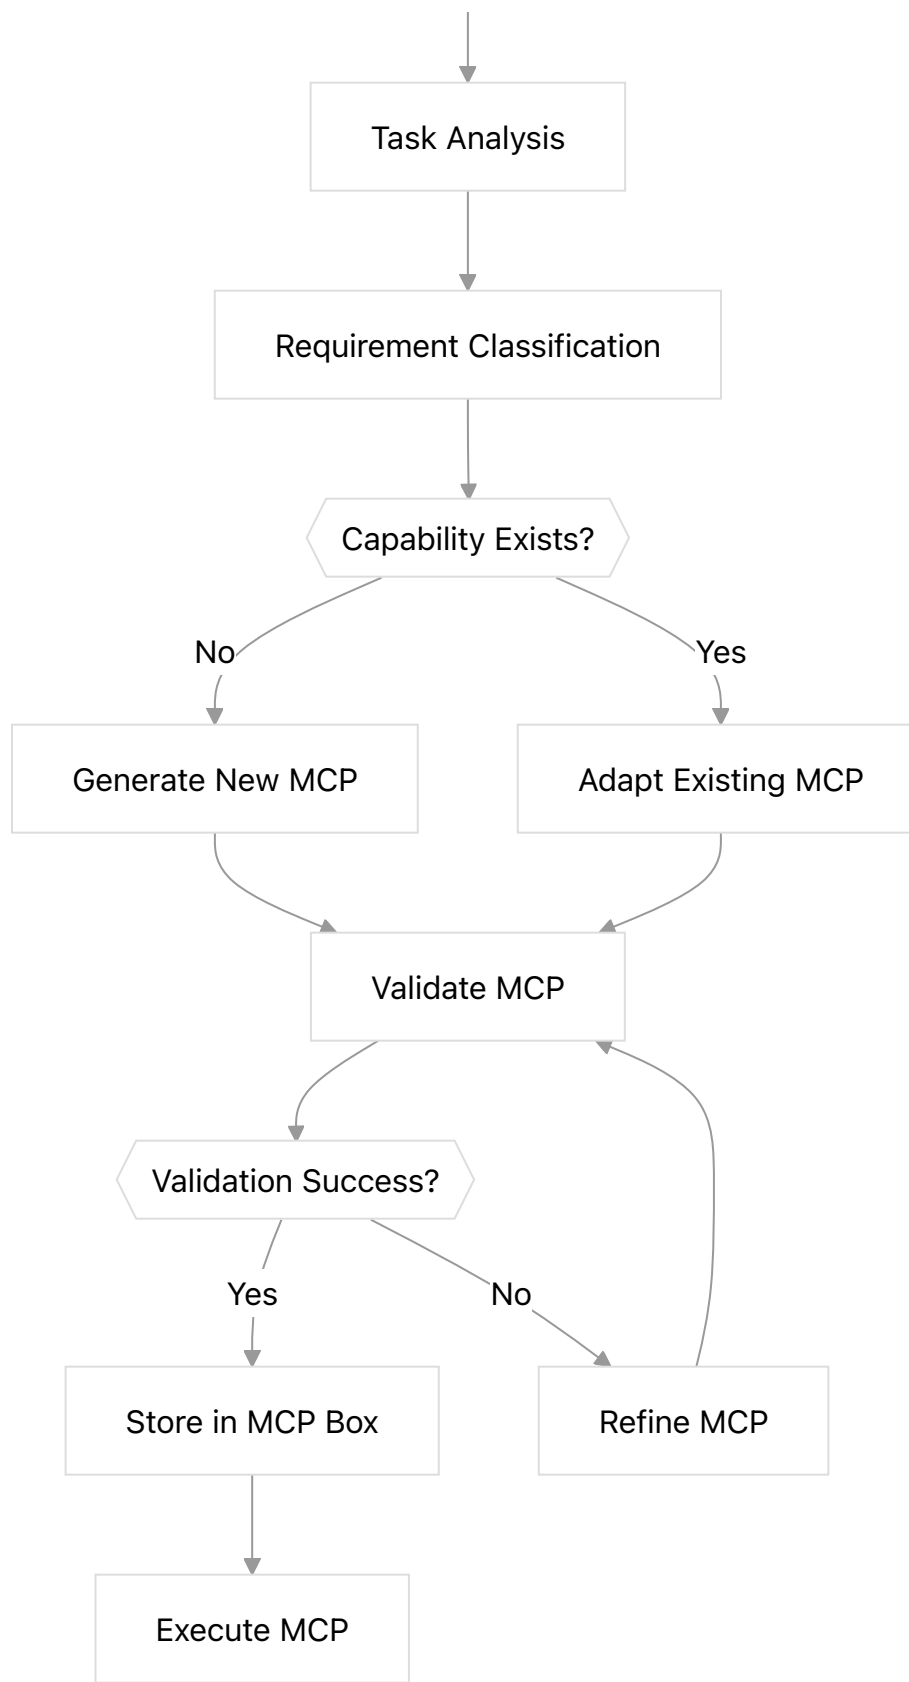 Task Analysis
Requirement Classification
Capability Exists?
No
Yes
Generate New MCP
Adapt Existing MCP
Validate MCP
Validation Success?
Yes
No
Store in MCP Box
Refine MCP
Execute MCP